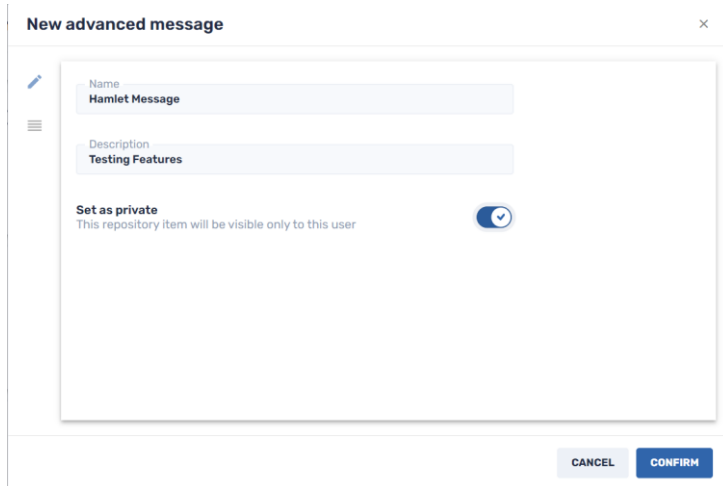 New advanced message
Name
Hamlet Message
Description
Testing Features
Set as private
This repository item will be visible only to this user
CANCEL
CONFIRM